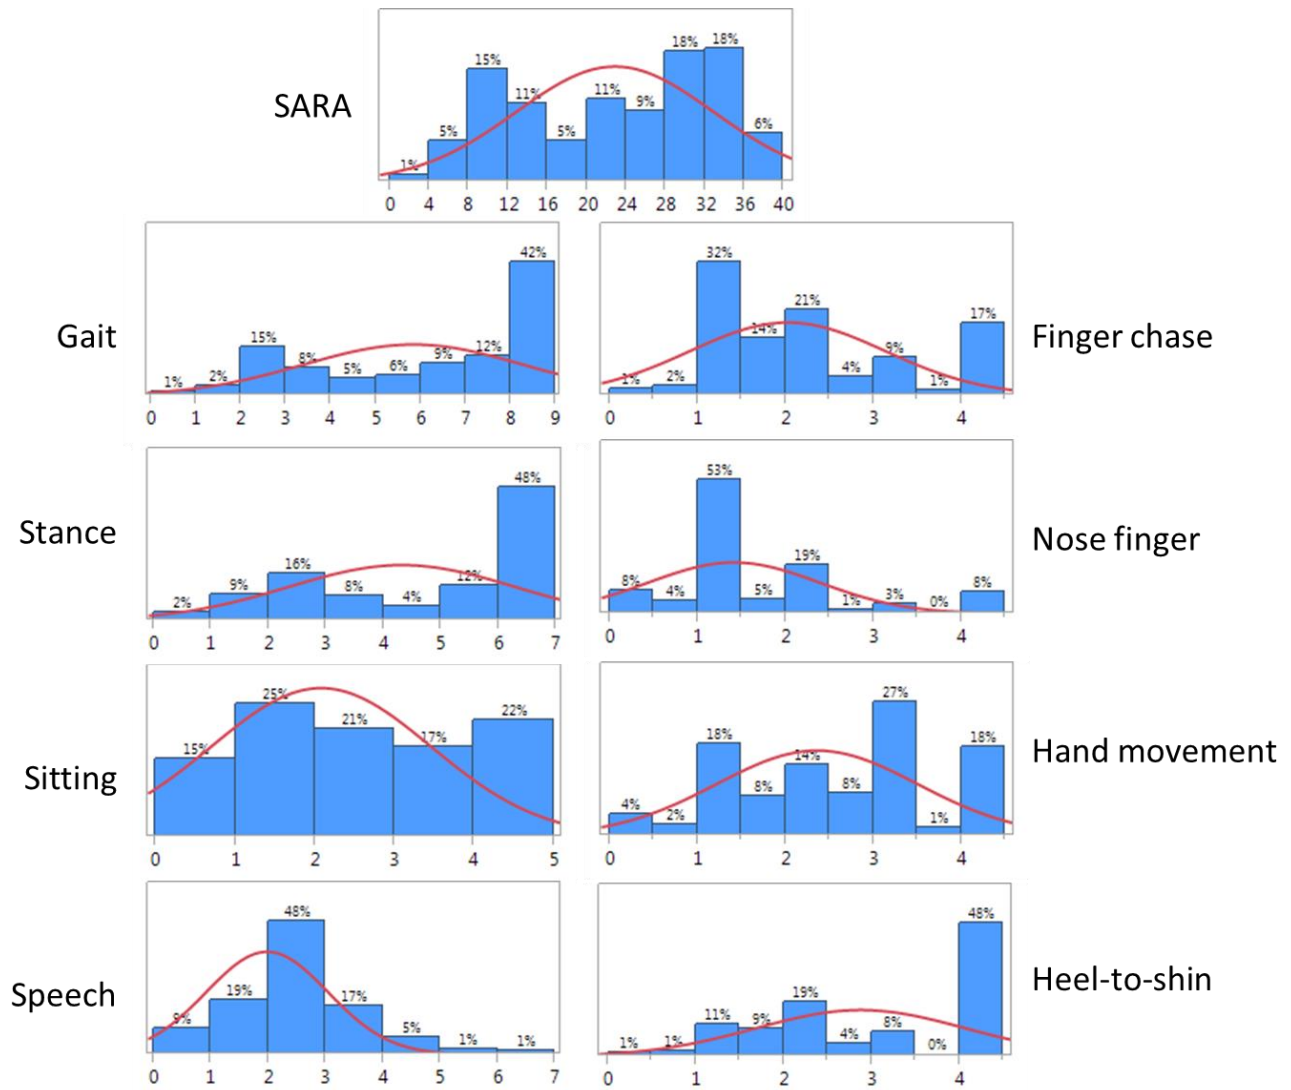 SARA
1% 5% 15% 11% 5% 11% 9% 18% 18% 6%
0 4 8 12 16 20 24 28 32 36 40
Gait
1% 2% 15% 8% 5% 6% 9% 12% 42%
0 1 2 3 4 5 6 7 8 9
1% 2% 32% 14% 21% 4% 9% 1% 17%
0 1 2 3 4
Finger chase
Stance
2% 9% 16% 8% 4% 12% 48%
0 1 2 3 4 5 6 7
8% 4% 53% 5% 19% 1% 3% 0% 8%
0 1 2 3 4
Nose finger
Sitting
15% 25% 21% 17% 22%
0 1 2 3 4 5
4% 2% 18% 8% 14% 8% 27% 1% 18%
0 1 2 3 4
Hand movement
Speech
9% 19% 48% 17% 5% 1% 1%
0 1 2 3 4 5 6 7
1% 1% 11% 9% 19% 4% 8% 0% 48%
0 1 2 3 4
Heel-to-shin